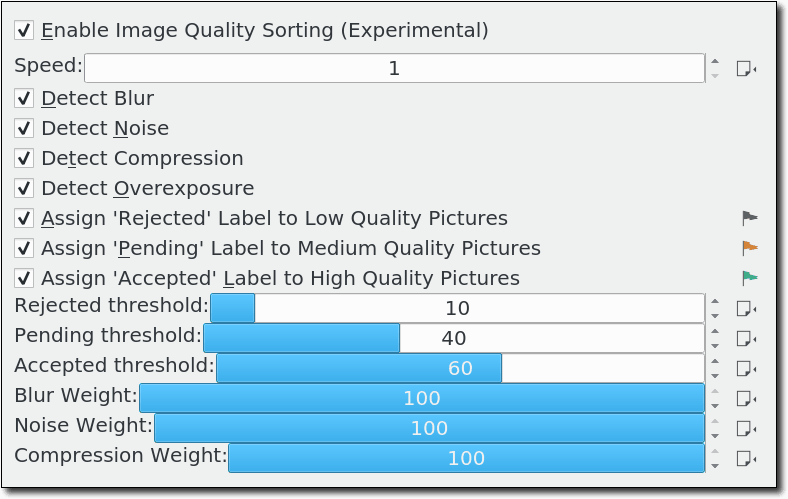 Enable Image Quality Sorting (Experimental)
Speed: 1
Detect Blur
Detect Noise
Detect Compression
Detect Overexposure
Assign 'Rejected' Label to Low Quality Pictures
Assign 'Pending' Label to Medium Quality Pictures
Assign 'Accepted' Label to High Quality Pictures
Rejected threshold: 10
Pending threshold: 40
Accepted threshold: 60
Blur Weight: 100
Noise Weight: 100
Compression Weight: 100